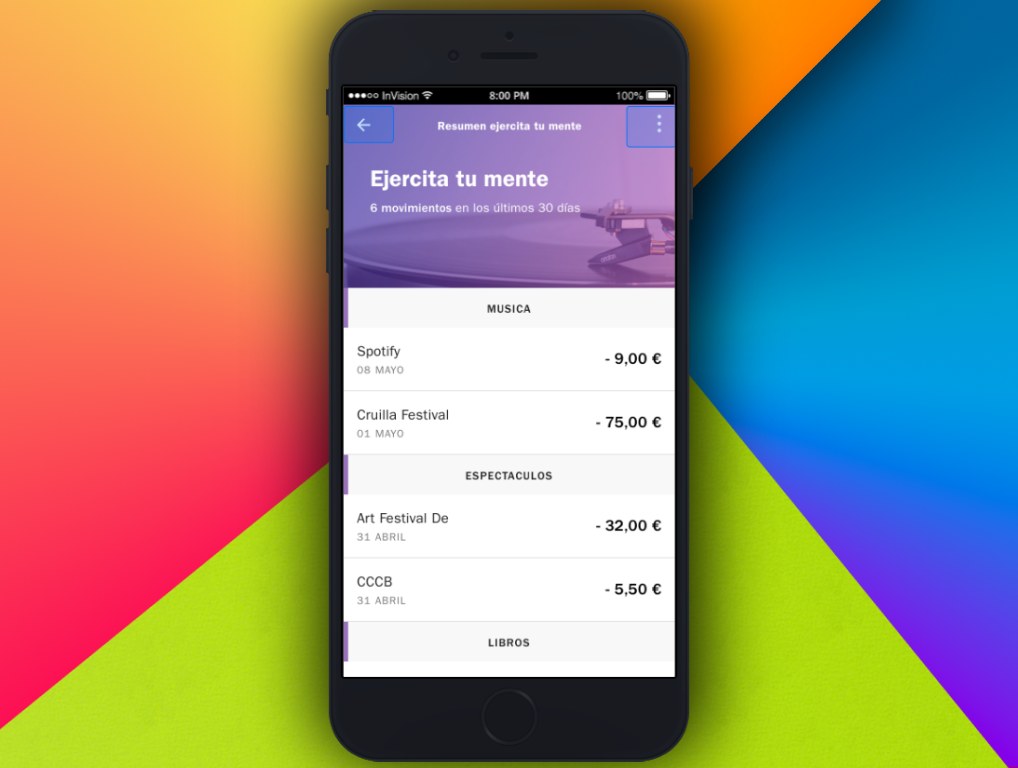 InVision 8:00 PM 100%
Resumen ejercita tu mente
Ejercita tu mente
6 movimientos en los últimos 30 días
MUSICA
Spotify - 9,00 €
08 MAYO
Cruilla Festival - 75,00 €
01 MAYO
ESPECTACULOS
Art Festival De - 32,00 €
31 ABRIL
CCCB - 5,50 €
31 ABRIL
LIBROS